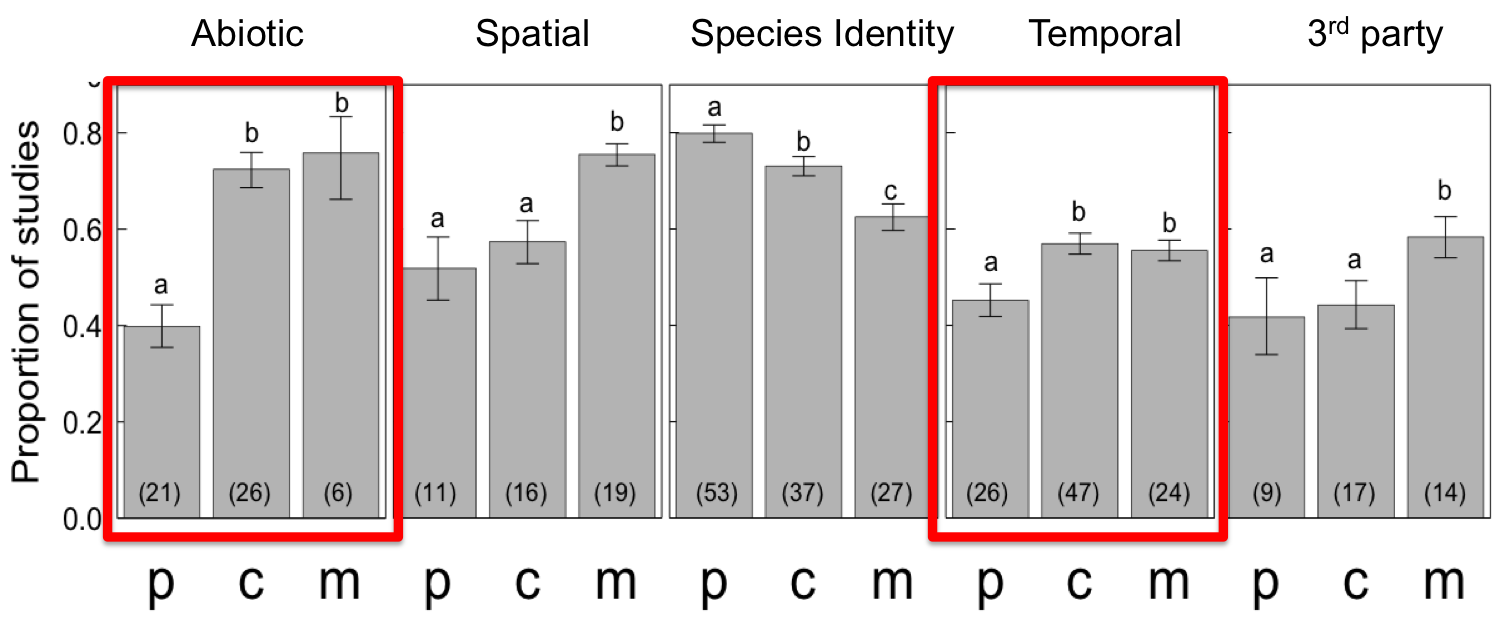 Abiotic Spatial Species Identity Temporal 3rd party
Proportion of studies
0.8
0.6
0.4
0.2
0.0
a b b
a a b
a b c
a b b
a a b
(21) (26) (6) (11) (16) (19) (53) (37) (27) (26) (47) (24) (9) (17) (14)
p c m p c m p c m p c m p c m